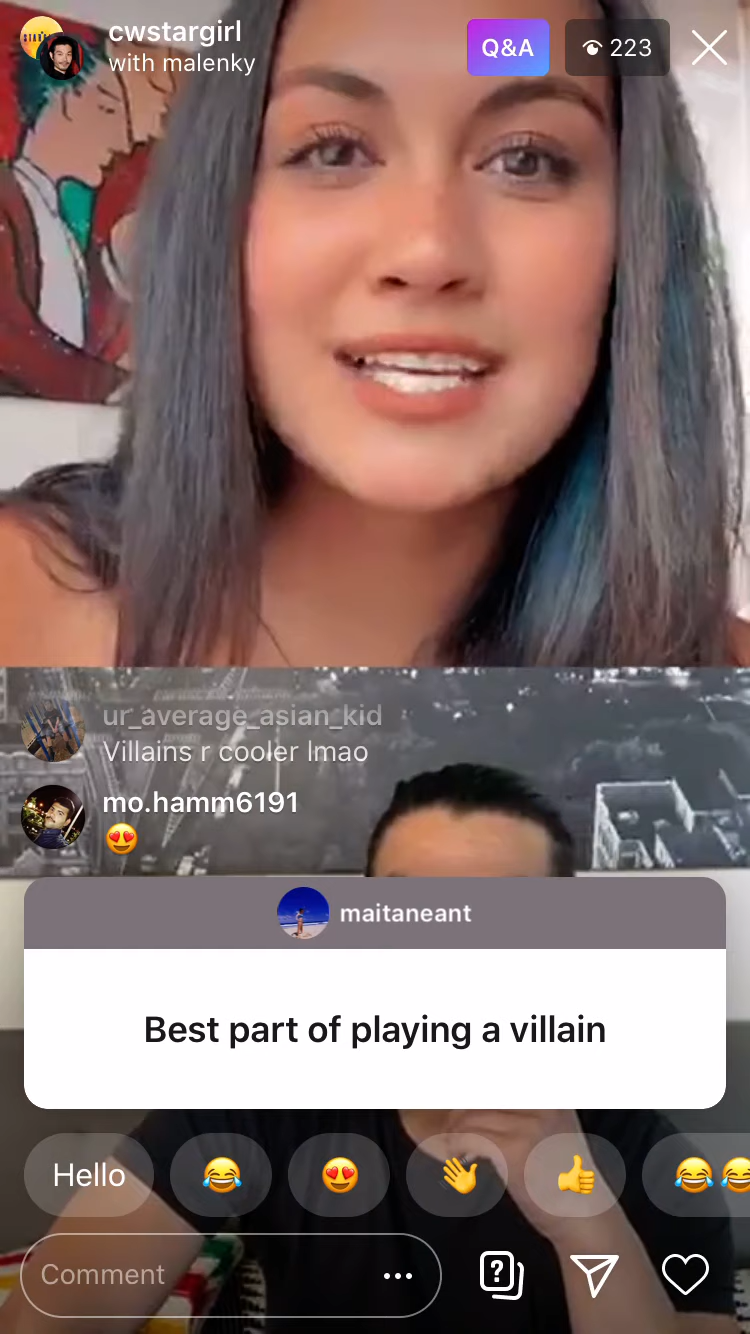 cwstargirl
with malenky
Q&A
223
ur_average_asian_kid
Villains r cooler lmao
mo.hamm6191
😍
maitaneant
Best part of playing a villain
Hello 😂 😍 👋 👍 😂😂
Comment